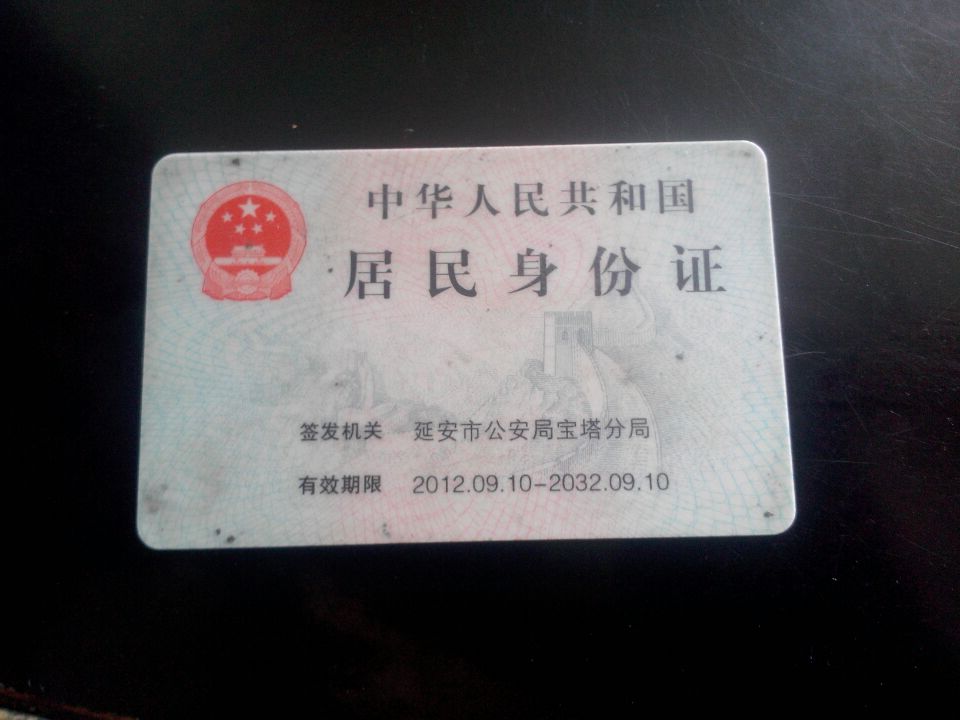 中华人民共和国
居民身份证
签发机关 延安市公安局宝塔分局
有效期限 2012.09.10-2032.09.10